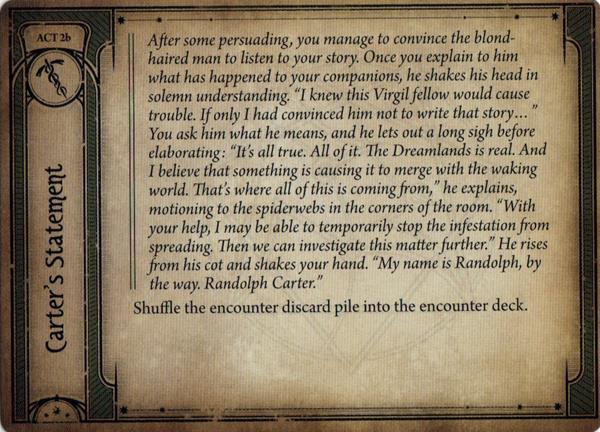 ACT 2b
Carter's Statement
After some persuading, you manage to convince the blond-
haired man to listen to your story. Once you explain to him
what has happened to your companions, he shakes his head in
solemn understanding. “I knew this Virgil fellow would cause
trouble. If only I had convinced him not to write that story… ”
You ask him what he means, and he lets out a long sigh before
elaborating: “It's all true. All of it. The Dreamlands is real. And
I believe that something is causing it to merge with the waking
world. That's where all of this is coming from,” he explains,
motioning to the spiderwebs in the corners of the room. “With
your help, I may be able to temporarily stop the infestation from
spreading. Then we can investigate this matter further.” He rises
from his cot and shakes your hand. “My name is Randolph, by
the way. Randolph Carter.”
Shuffle the encounter discard pile into the encounter deck.